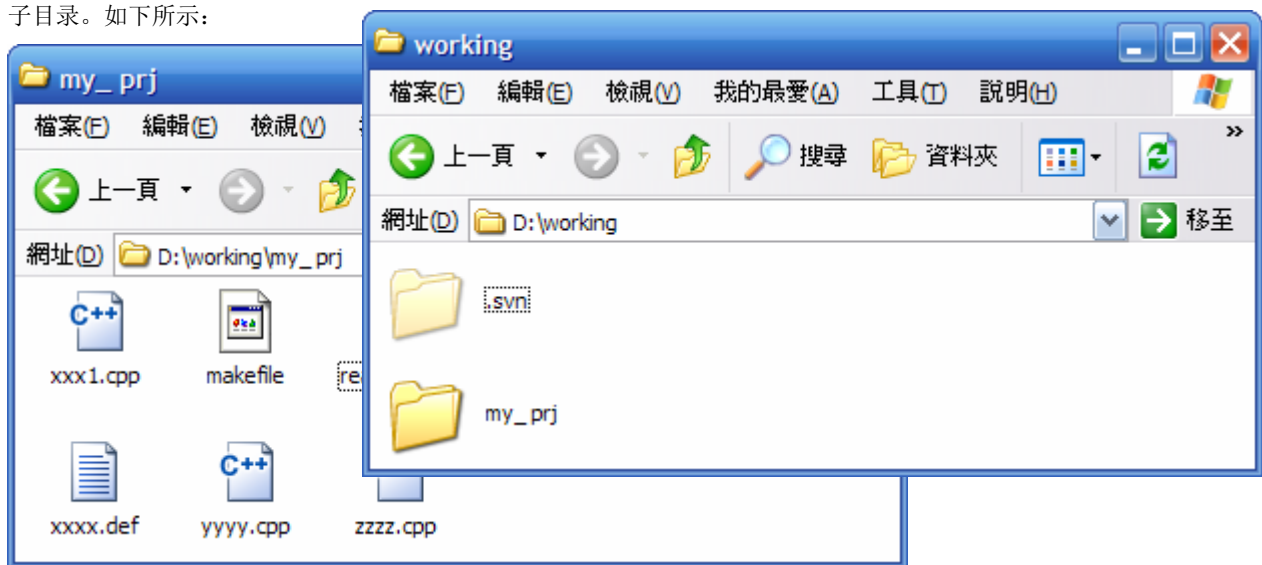 子目录。如下所示：
my_ prj
檔案(F) 編輯(E) 檢視(V)
上一頁
網址(D) D:\working\my_ prj
xxx1.cpp makefile re
xxxx.def yyyy.cpp zzzz.cpp
working
檔案(F) 編輯(E) 檢視(V) 我的最愛(A) 工具(T) 說明(H)
上一頁 搜尋 資料夾 »
網址(D) D:\working 移至
.svn
my_prj
C++
C++